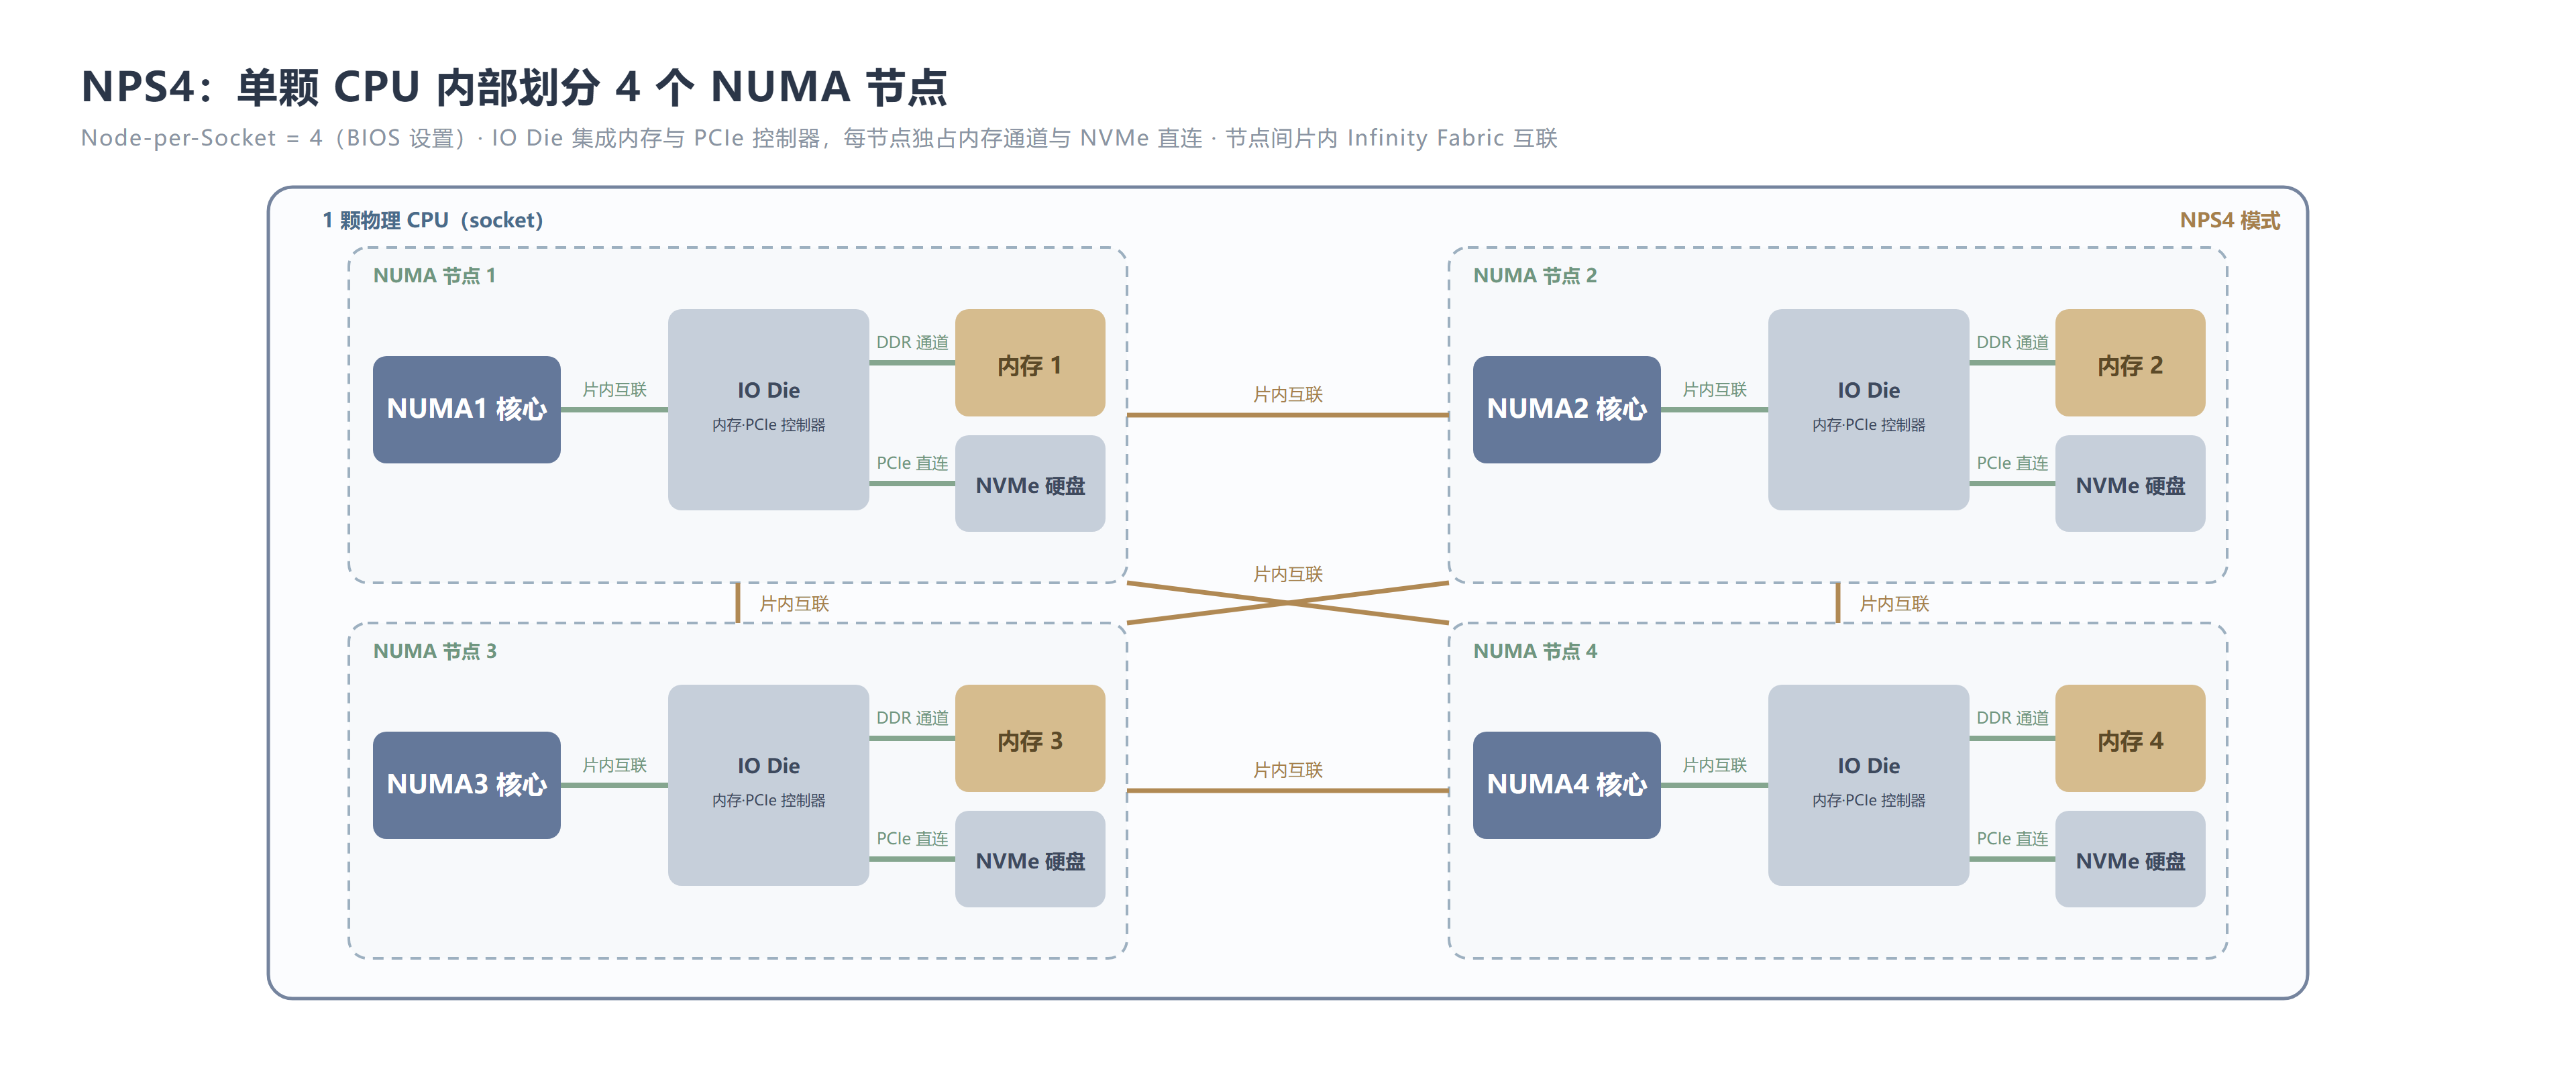 NPS4：单颗 CPU 内部划分 4 个 NUMA 节点
Node-per-Socket = 4（BIOS 设置）· IO Die 集成内存与 PCIe 控制器，每节点独占内存通道与 NVMe 直连 · 节点间片内 Infinity Fabric 互联
1 颗物理 CPU（socket）
NPS4 模式
NUMA 节点 1
NUMA1 核心
片内互联
IO Die
内存·PCIe 控制器
DDR 通道
内存 1
PCIe 直连
NVMe 硬盘
片内互联
NUMA 节点 2
NUMA2 核心
片内互联
IO Die
内存·PCIe 控制器
DDR 通道
内存 2
PCIe 直连
NVMe 硬盘
片内互联
片内互联
片内互联
NUMA 节点 3
NUMA3 核心
片内互联
IO Die
内存·PCIe 控制器
DDR 通道
内存 3
PCIe 直连
NVMe 硬盘
片内互联
NUMA 节点 4
NUMA4 核心
片内互联
IO Die
内存·PCIe 控制器
DDR 通道
内存 4
PCIe 直连
NVMe 硬盘